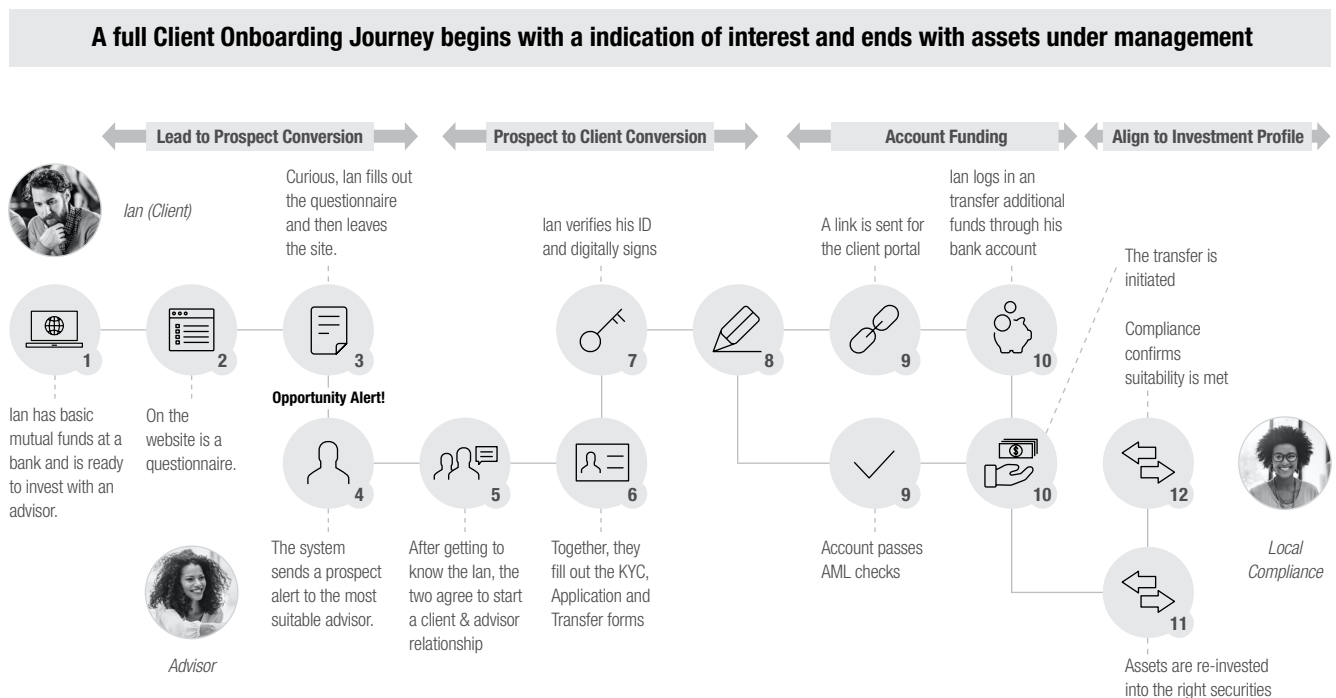 A full Client Onboarding Journey begins with a indication of interest and ends with assets under management
Lead to Prospect Conversion
Prospect to Client Conversion
Account Funding
Align to Investment Profile
Ian (Client)
Curious, Ian fills out
the questionnaire
and then leaves
the site.
Ian verifies his ID
and digitally signs
A link is sent for
the client portal
Ian logs in an
transfer additional
funds through his
bank account
The transfer is
initiated
Compliance
confirms
suitability is met
1
2
3
7
8
9
10
Opportunity Alert!
Ian has basic
mutual funds at a
bank and is ready
to invest with an
advisor.
On the
website is a
questionnaire.
$
4
5
6
9
10
12
The system
sends a prospect
alert to the most
suitable advisor.
After getting to
know the Ian, the
two agree to start
a client & advisor
relationship
Together, they
fill out the KYC,
Application and
Transfer forms
Account passes
AML checks
Local
Compliance
Advisor
11
Assets are re-invested
into the right securities